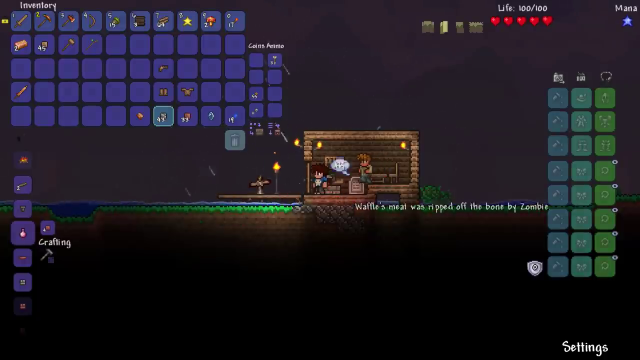 Inventory
Life: 100/100
Mana
Coins Ammo
Waffle's meat was ripped off the bone by Zombie
Crafting
Settings